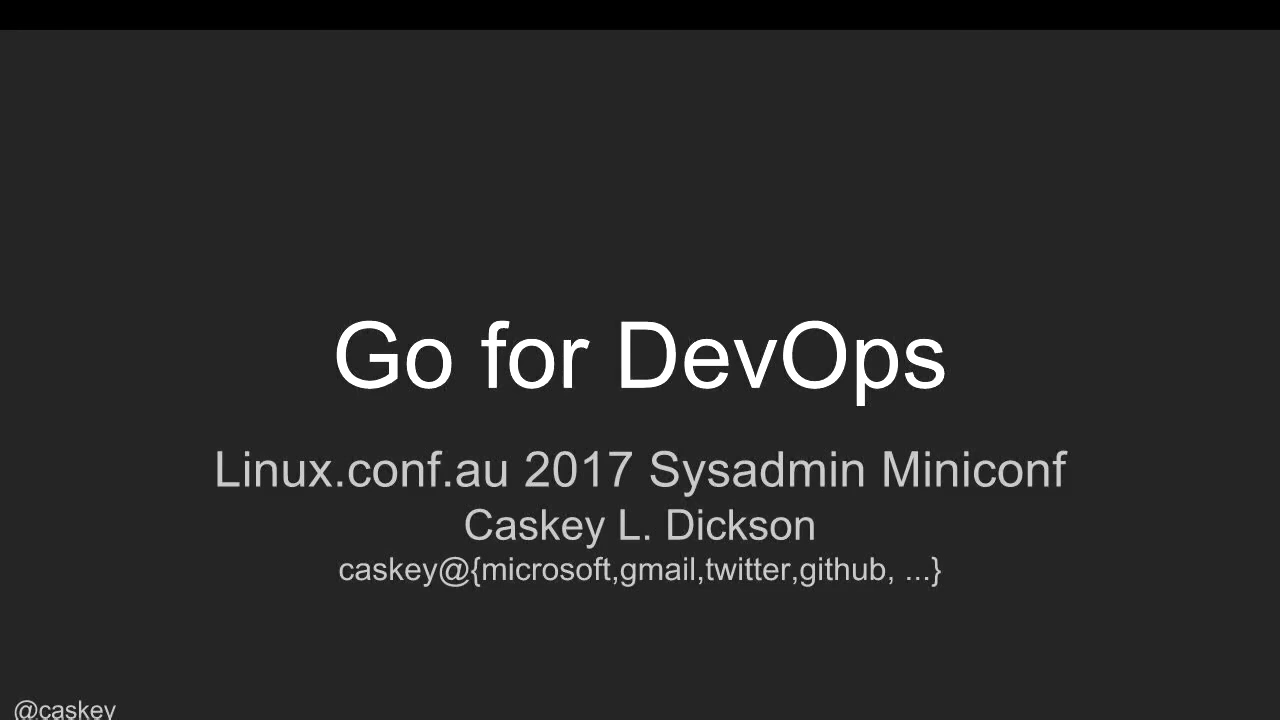 Go for DevOps
Linux.conf.au 2017 Sysadmin Miniconf
Caskey L. Dickson
caskey@{microsoft,gmail,twitter,github, ...}
@caskey